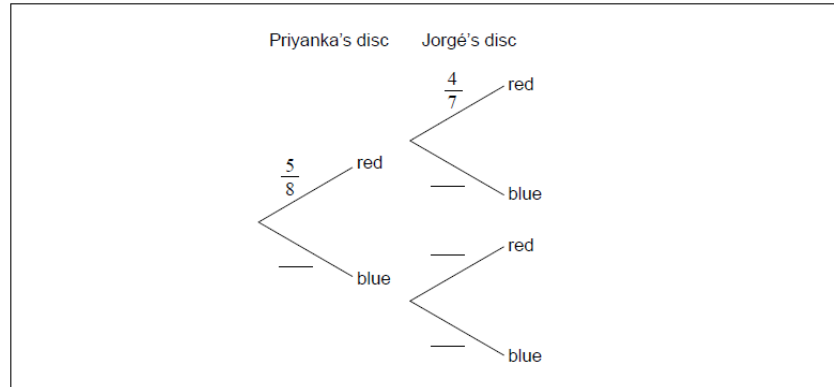 Priyanka's disc Jorgé's disc
4/7 red
5/8 red
blue
red
blue
blue